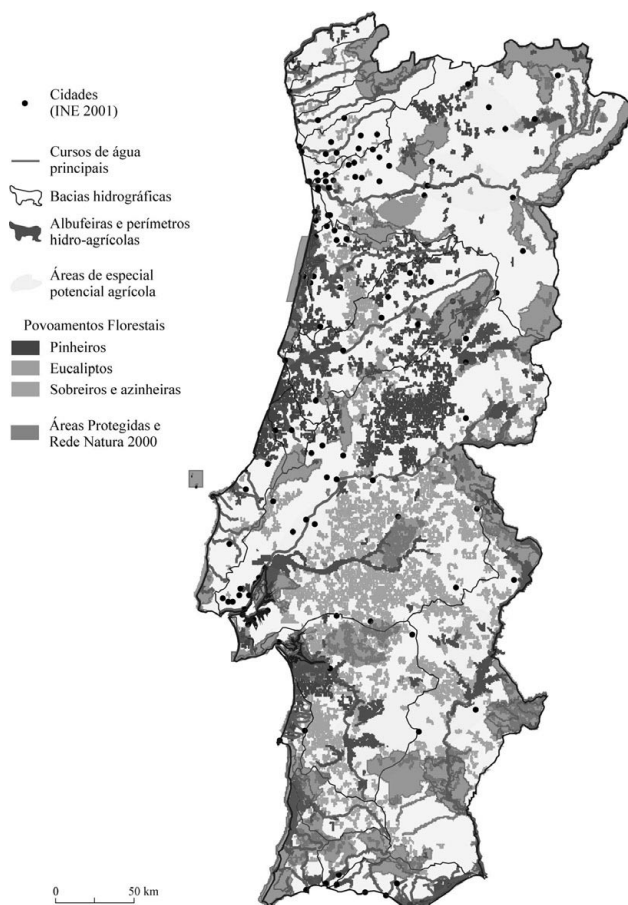 Cidades
(INE 2001)
Cursos de água
principais
Bacias hidrográficas
Albufeiras e perímetros
hidro-agrícolas
Áreas de especial
potencial agrícola
Povoamentos Florestais
Pinheiros
Eucaliptos
Sobreiros e azinheiras
Áreas Protegidas e
Rede Natura 2000
0 50 km